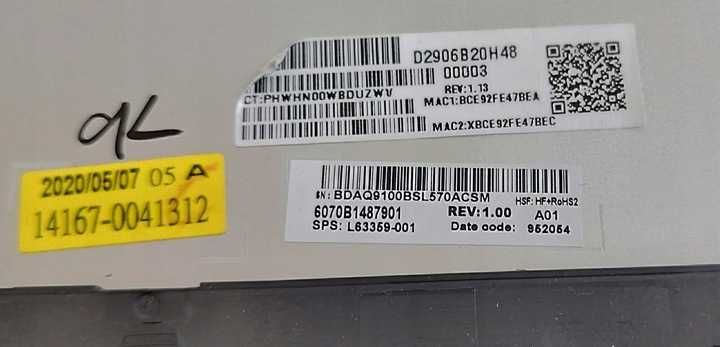 D2906B20H48
00003
CT:PHWHN00WBDUZWV
REV:1.13
MAC1:BCE92FE47BEA
MAC2:XBCE92FE47BEC
2020/05/07 05 A
14167-0041312
SN: BDAQ9100BSL570ACSM
HSF: HF+RoHS2
6070B1487901
REV:1.00
A01
SPS: L63359-001
Date code: 952054